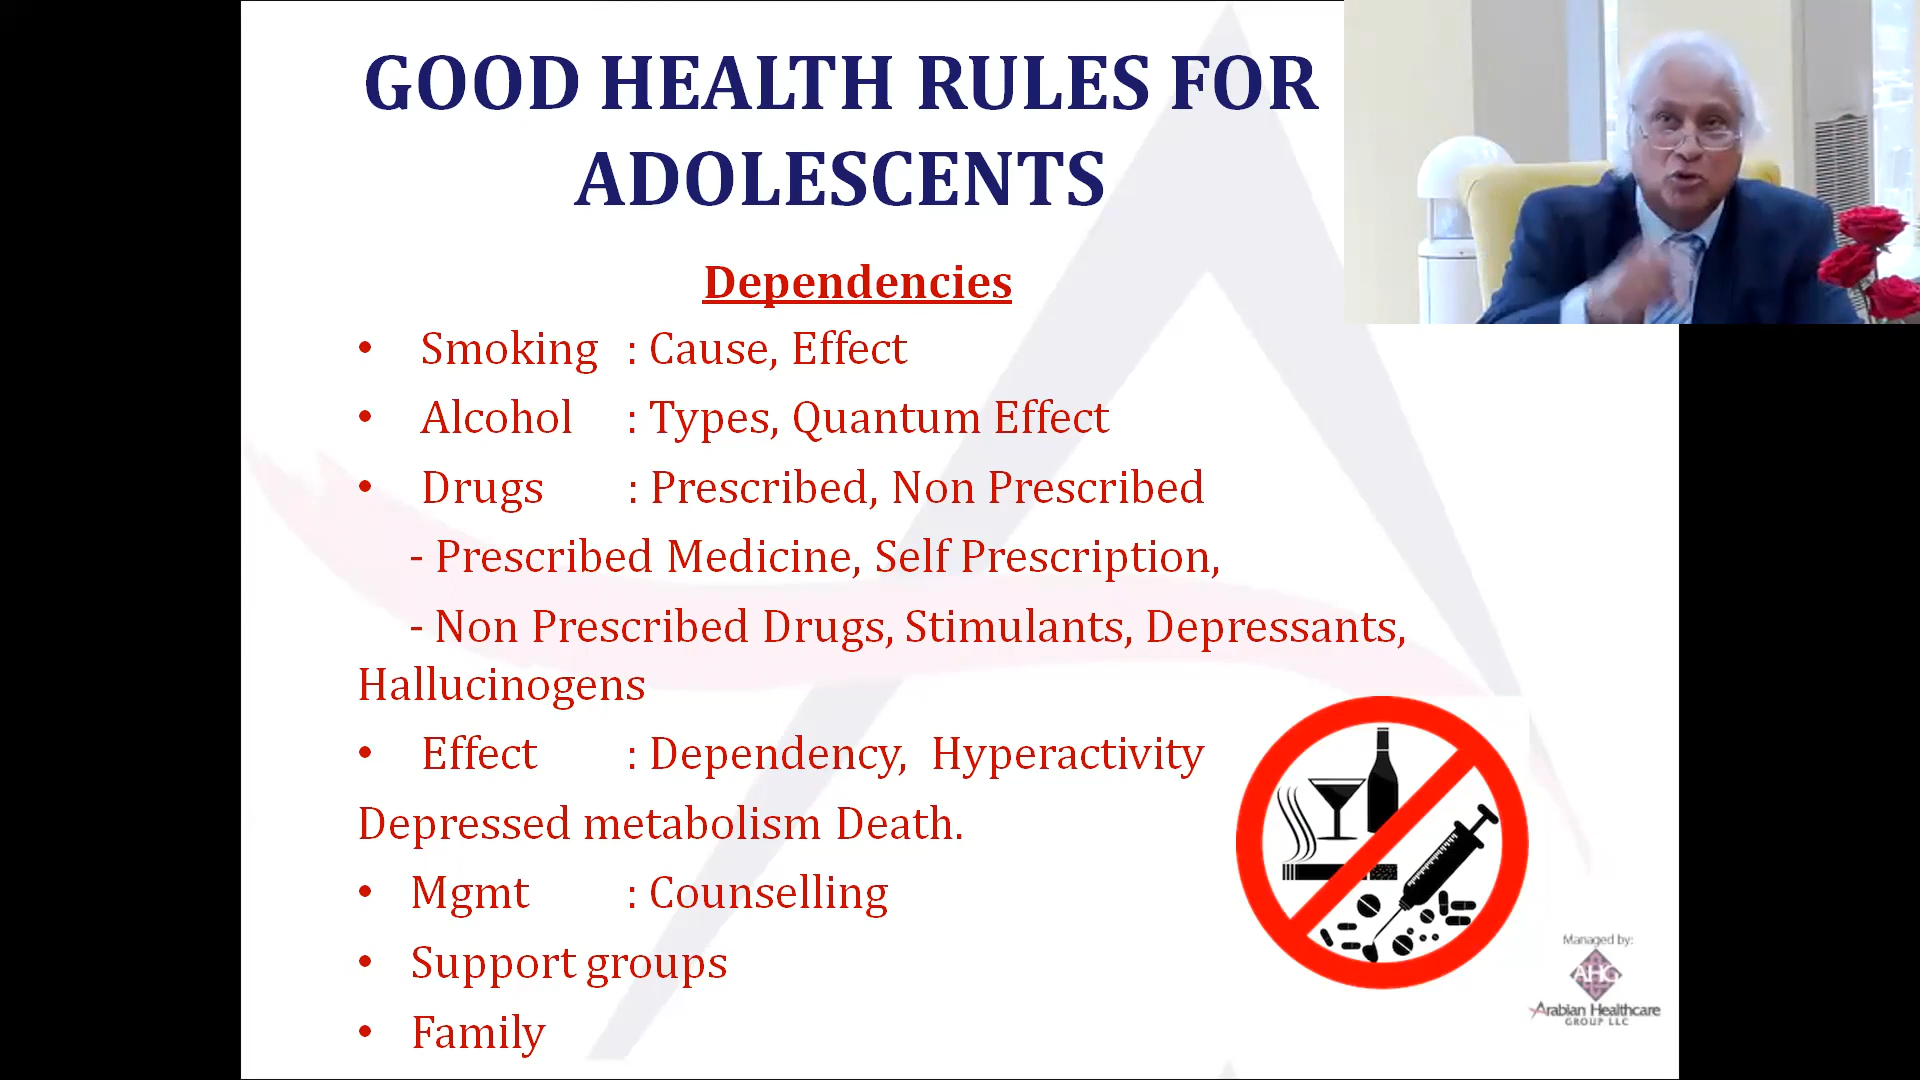 GOOD HEALTH RULES FOR
ADOLESCENTS
Dependencies
• Smoking : Cause, Effect
• Alcohol : Types, Quantum Effect
• Drugs : Prescribed, Non Prescribed
- Prescribed Medicine, Self Prescription,
- Non Prescribed Drugs, Stimulants, Depressants,
Hallucinogens
• Effect : Dependency, Hyperactivity
Depressed metabolism Death.
• Mgmt : Counselling
• Support groups
• Family
Managed by:
AHG
Arabian Healthcare
GROUP LLC